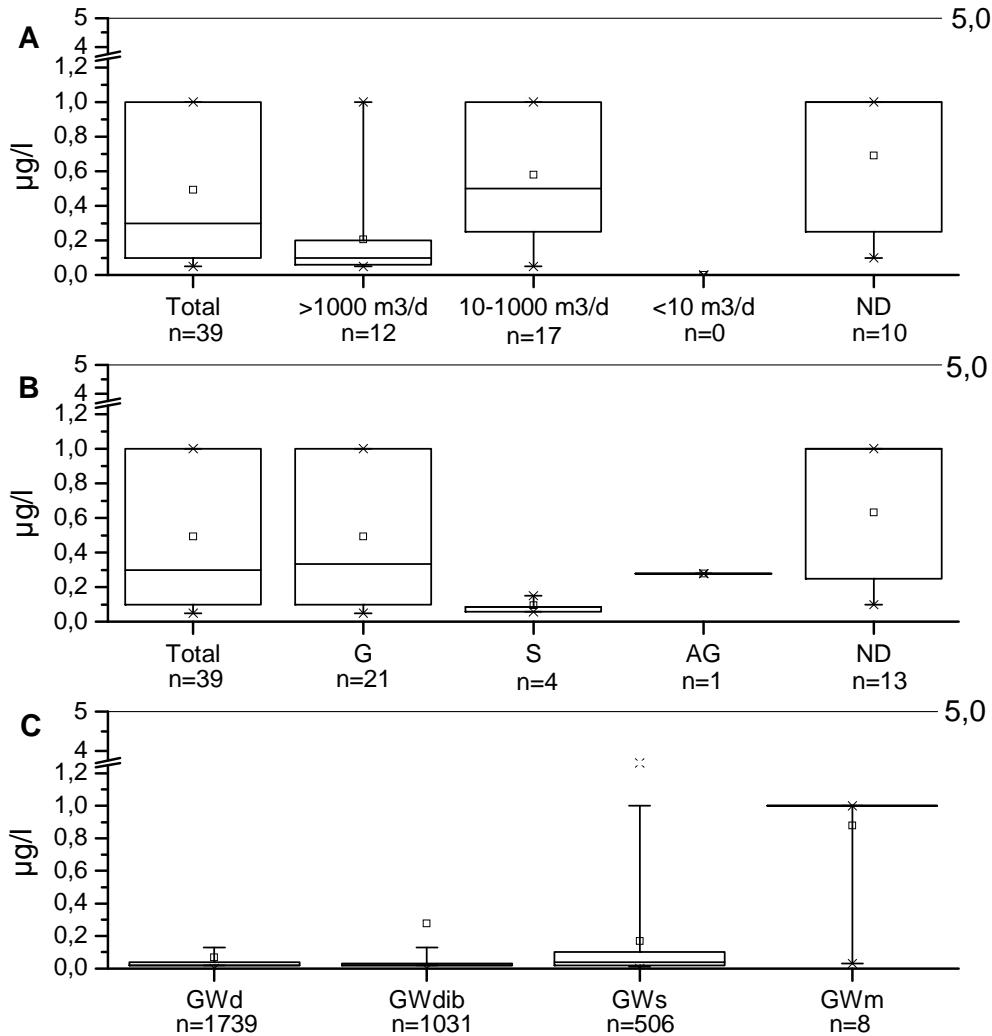 A
5
4
1,2
1,0
0,8
0,6
0,4
0,2
0,0
µg/l
5,0
Total >1000 m3/d 10-1000 m3/d <10 m3/d ND
n=39 n=12 n=17 n=0 n=10
B
5
4
1,2
1,0
0,8
0,6
0,4
0,2
0,0
µg/l
5,0
Total G S AG ND
n=39 n=21 n=4 n=1 n=13
C
5
4
1,2
1,0
0,8
0,6
0,4
0,2
0,0
µg/l
5,0
GWd GWdib GWs GWm
n=1739 n=1031 n=506 n=8